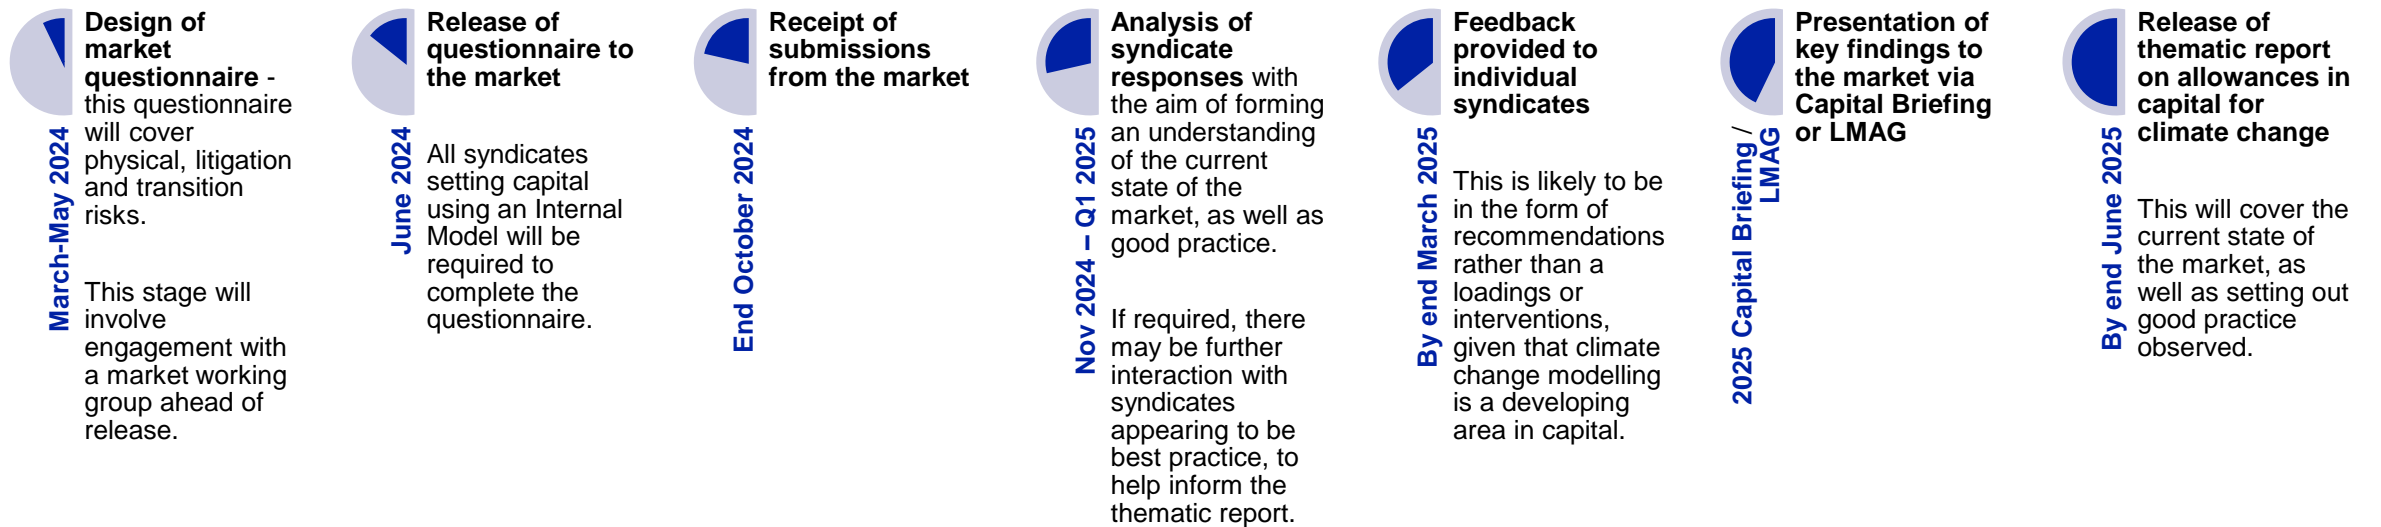 Design of
market
questionnaire -
this questionnaire
will cover
physical, litigation
and transition
risks.
This stage will
involve
engagement with
a market working
group ahead of
release.
March-May 2024
Release of
questionnaire to
the market
All syndicates
setting capital
using an Internal
Model will be
required to
complete the
questionnaire.
June 2024
Receipt of
submissions
from the market
End October 2024
Analysis of
syndicate
responses with
the aim of forming
an understanding
of the current
state of the
market, as well as
good practice.
If required, there
may be further
interaction with
syndicates
appearing to be
best practice, to
help inform the
thematic report.
Nov 2024 – Q1 2025
Feedback
provided to
individual
syndicates
This is likely to be
in the form of
recommendations
rather than a
loadings or
interventions,
given that climate
change modelling
is a developing
area in capital.
By end March 2025
Presentation of
key findings to
the market via
Capital Briefing
or LMAG
2025 Capital Briefing /
LMAG
Release of
thematic report
on allowances in
capital for
climate change
This will cover the
current state of
the market, as
well as setting out
good practice
observed.
By end June 2025